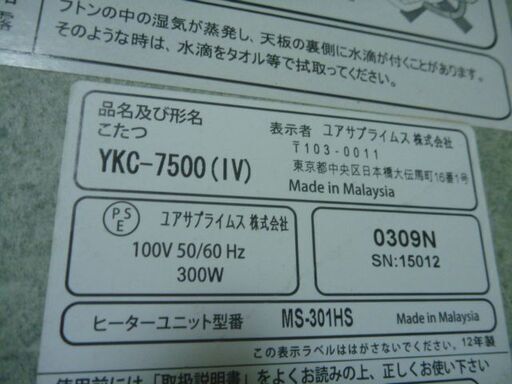 フトンの中の湿気が蒸発し、天板の裏側に水滴が付くことがあります。
そのような時は、水滴をタオル等で拭取ってください。
露
品名及び形名
こたつ
YKC-7500(IV)
表示者 ユアサプライムス株式会社
〒103-0011
東京都中央区日本橋大伝馬町16番1号
Made in Malaysia
PSE
ユアサプライムス株式会社
100V 50/60 Hz
300W
0309N
SN:15012
ヒーターユニット型番 MS-301HS Made in Malaysia
この表示ラベルははがさないでください。 12年製
使用前には「取扱説明書」をよくお読みの上、正しくお使い下さい